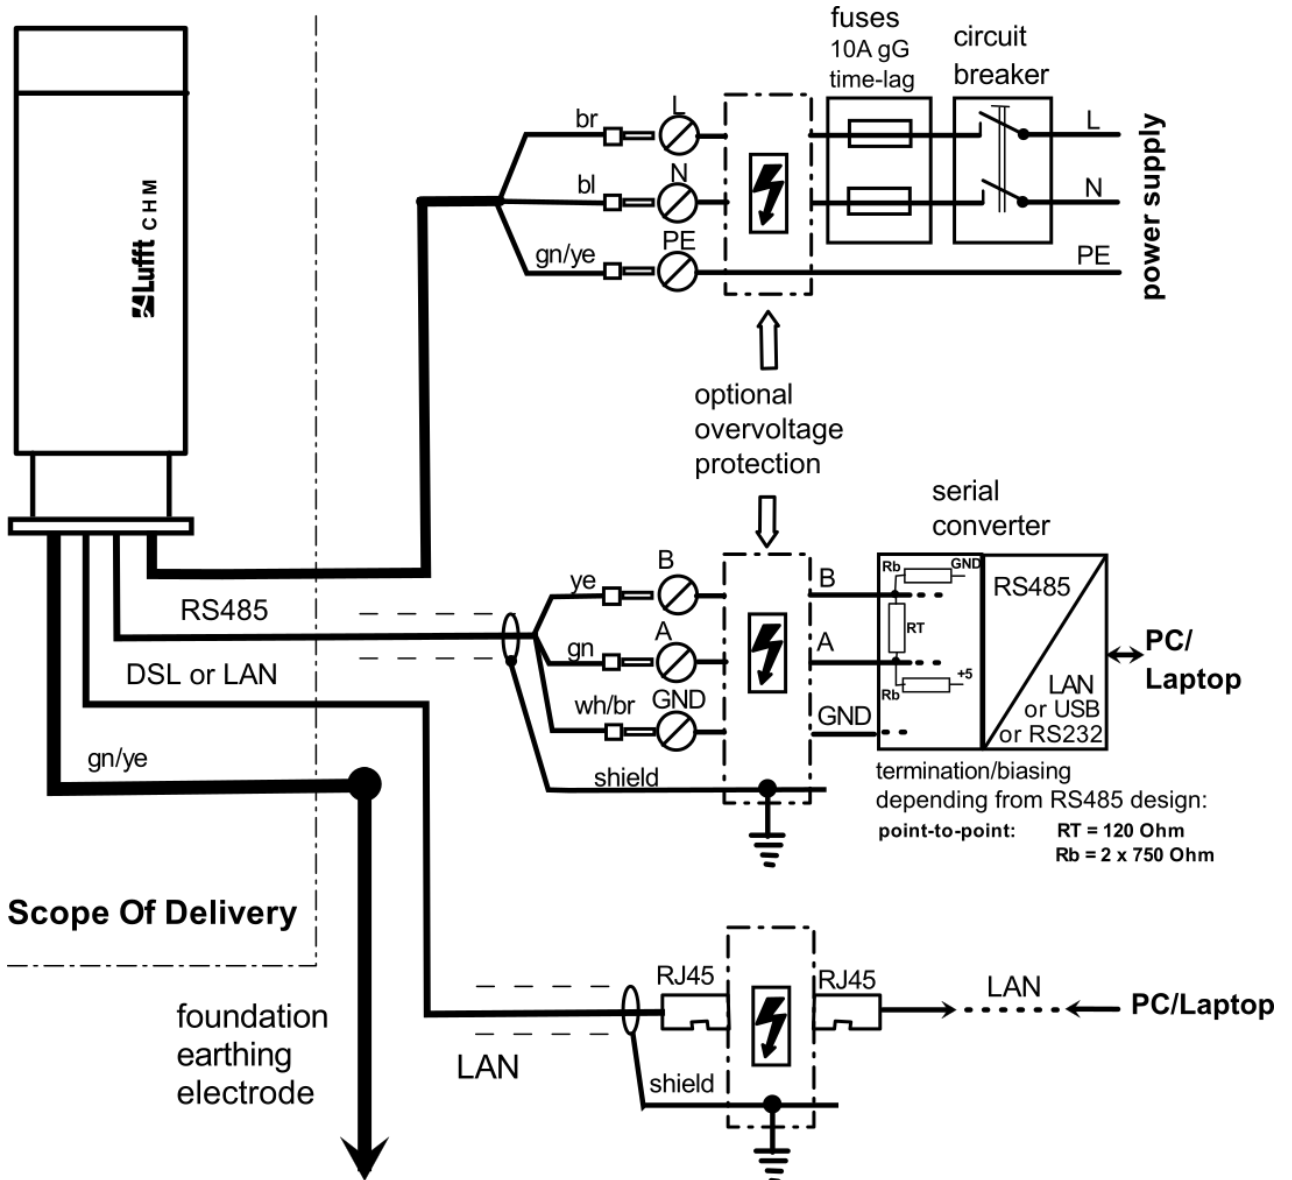 fuses
10A gG
time-lag
circuit
breaker
br
L
bl
N
gn/ye
PE
L
N
PE
power supply
Lufft CHM
optional
overvoltage
protection
serial
converter
RS485
DSL or LAN
gn/ye
ye
B
gn
A
wh/br
GND
shield
B
A
GND
Rb
GND
RT
Rb
+5
RS485
LAN
or USB
or RS232
PC/
Laptop
termination/biasing
depending from RS485 design:
point-to-point: RT = 120 Ohm
Rb = 2 x 750 Ohm
Scope Of Delivery
foundation
earthing
electrode
LAN
RJ45
RJ45
shield
LAN
PC/Laptop